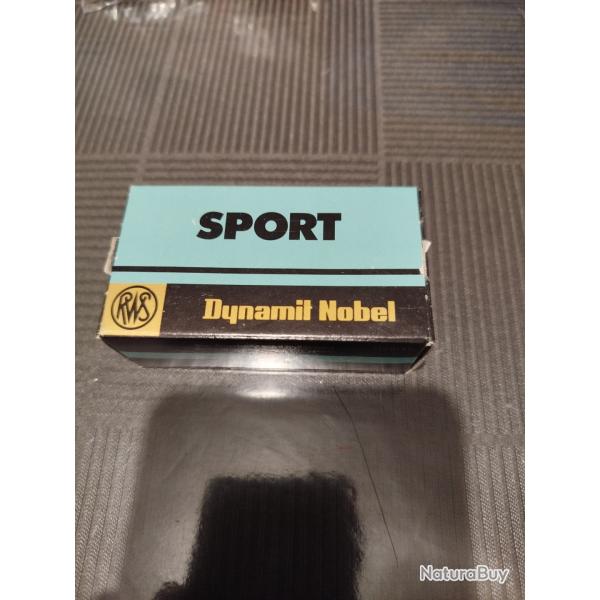 SPORT
RWS
Dynamit Nobel
NaturaBuy